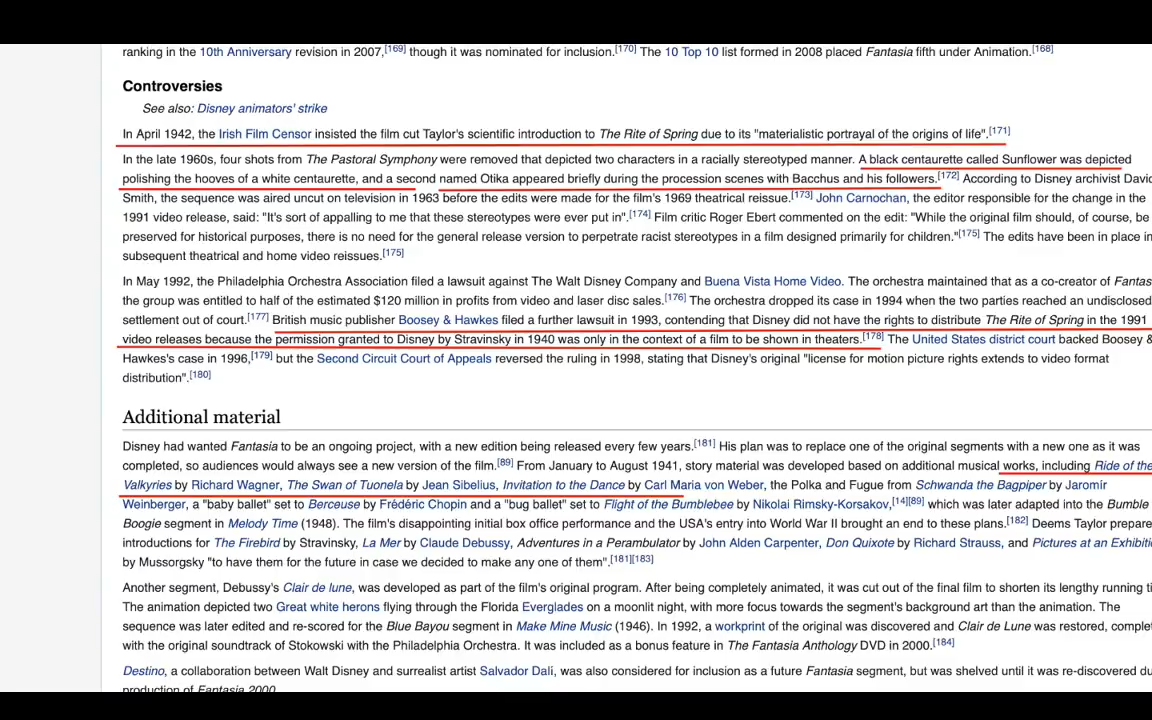 ranking in the 10th Anniversary revision in 2007,[169] though it was nominated for inclusion.[170] The 10 Top 10 list formed in 2008 placed Fantasia fifth under Animation.[168]
Controversies
See also: Disney animators' strike
In April 1942, the Irish Film Censor insisted the film cut Taylor's scientific introduction to The Rite of Spring due to its "materialistic portrayal of the origins of life".[171]
In the late 1960s, four shots from The Pastoral Symphony were removed that depicted two characters in a racially stereotyped manner. A black centaurette called Sunflower was depicted
polishing the hooves of a white centaurette, and a second named Otika appeared briefly during the procession scenes with Bacchus and his followers.[172] According to Disney archivist David
Smith, the sequence was aired uncut on television in 1963 before the edits were made for the film's 1969 theatrical reissue.[173] John Carnochan, the editor responsible for the change in the
1991 video release, said: "It's sort of appalling to me that these stereotypes were ever put in".[174] Film critic Roger Ebert commented on the edit: "While the original film should, of course, be
preserved for historical purposes, there is no need for the general release version to perpetrate racist stereotypes in a film designed primarily for children."[175] The edits have been in place in
subsequent theatrical and home video reissues.[175]
In May 1992, the Philadelphia Orchestra Association filed a lawsuit against The Walt Disney Company and Buena Vista Home Video. The orchestra maintained that as a co-creator of Fantas
the group was entitled to half of the estimated $120 million in profits from video and laser disc sales.[176] The orchestra dropped its case in 1994 when the two parties reached an undisclosed
settlement out of court.[177] British music publisher Boosey & Hawkes filed a further lawsuit in 1993, contending that Disney did not have the rights to distribute The Rite of Spring in the 1991
video releases because the permission granted to Disney by Stravinsky in 1940 was only in the context of a film to be shown in theaters.[178] The United States district court backed Boosey &
Hawkes's case in 1996,[179] but the Second Circuit Court of Appeals reversed the ruling in 1998, stating that Disney's original "license for motion picture rights extends to video format
distribution".[180]
Additional material
Disney had wanted Fantasia to be an ongoing project, with a new edition being released every few years.[181] His plan was to replace one of the original segments with a new one as it was
completed, so audiences would always see a new version of the film.[89] From January to August 1941, story material was developed based on additional musical works, including Ride of the
Valkyries by Richard Wagner, The Swan of Tuonela by Jean Sibelius, Invitation to the Dance by Carl Maria von Weber, the Polka and Fugue from Schwanda the Bagpiper by Jaromír
Weinberger, a "baby ballet" set to Berceuse by Frédéric Chopin and a "bug ballet" set to Flight of the Bumblebee by Nikolai Rimsky-Korsakov,[14][89] which was later adapted into the Bumble
Boogie segment in Melody Time (1948). The film's disappointing initial box office performance and the USA's entry into World War II brought an end to these plans.[182] Deems Taylor prepare
introductions for The Firebird by Stravinsky, La Mer by Claude Debussy, Adventures in a Perambulator by John Alden Carpenter, Don Quixote by Richard Strauss, and Pictures at an Exhibiti
by Mussorgsky "to have them for the future in case we decided to make any one of them".[181][183]
Another segment, Debussy's Clair de lune, was developed as part of the film's original program. After being completely animated, it was cut out of the final film to shorten its lengthy running ti
The animation depicted two Great white herons flying through the Florida Everglades on a moonlit night, with more focus towards the segment's background art than the animation. The
sequence was later edited and re-scored for the Blue Bayou segment in Make Mine Music (1946). In 1992, a workprint of the original was discovered and Clair de Lune was restored, complet
with the original soundtrack of Stokowski with the Philadelphia Orchestra. It was included as a bonus feature in The Fantasia Anthology DVD in 2000.[184]
Destino, a collaboration between Walt Disney and surrealist artist Salvador Dalí, was also considered for inclusion as a future Fantasia segment, but was shelved until it was re-discovered du
production of Fantasia 2000